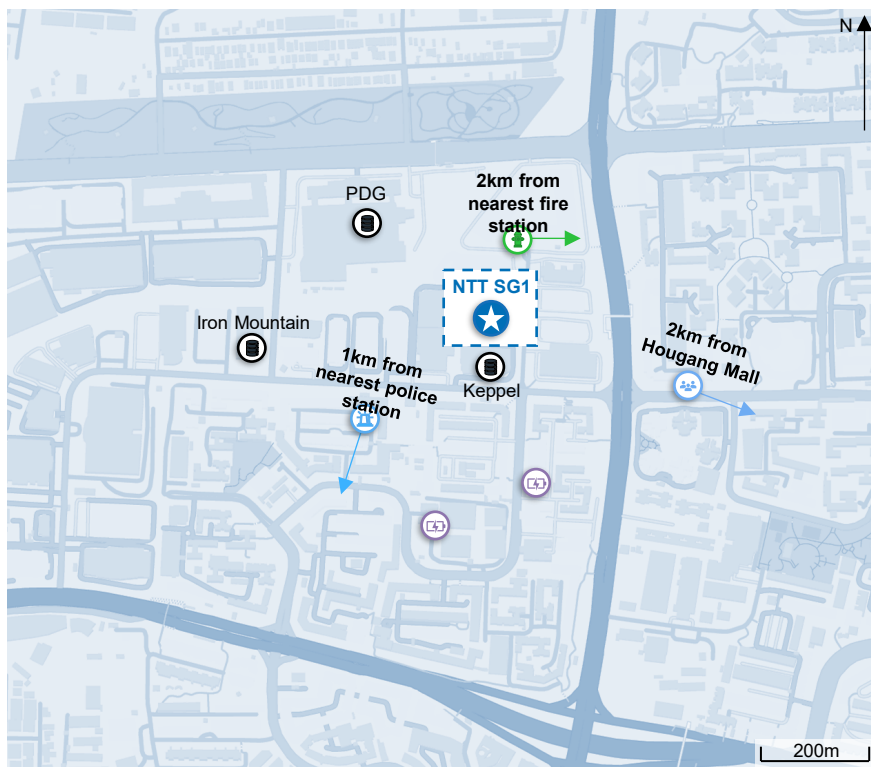 N
2km from
nearest fire
station
PDG
NTT SG1
Iron Mountain
1km from
nearest police
station
Keppel
2km from
Hougang Mall
200m